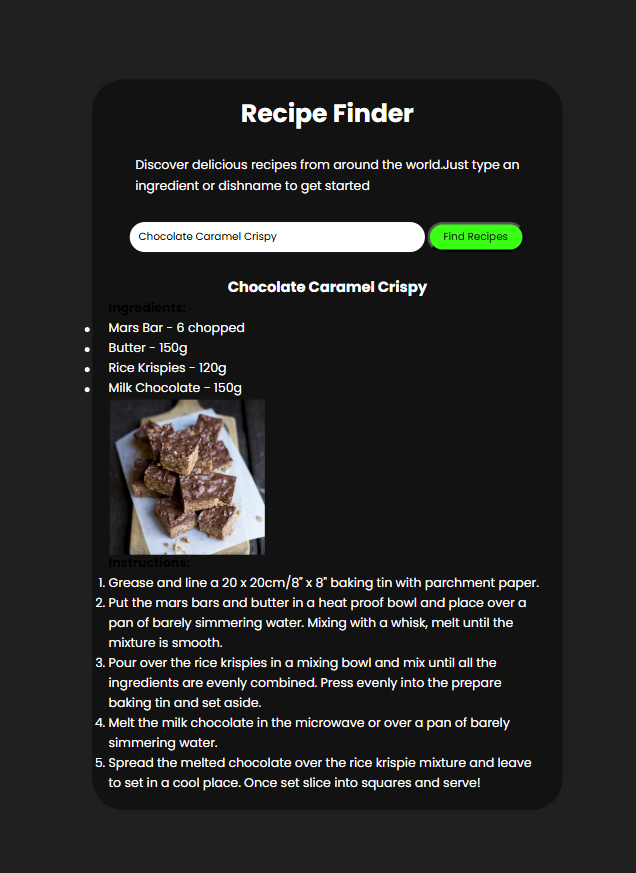 Recipe Finder
Discover delicious recipes from around the world.Just type an
ingredient or dishname to get started
Chocolate Caramel Crispy
Find Recipes
Chocolate Caramel Crispy
Ingredients:
Mars Bar - 6 chopped
Butter - 150g
Rice Krispies - 120g
Milk Chocolate - 150g
Instructions:
1. Grease and line a 20 x 20cm/8" x 8" baking tin with parchment paper.
2. Put the mars bars and butter in a heat proof bowl and place over a
pan of barely simmering water. Mixing with a whisk, melt until the
mixture is smooth.
3. Pour over the rice krispies in a mixing bowl and mix until all the
ingredients are evenly combined. Press evenly into the prepare
baking tin and set aside.
4. Melt the milk chocolate in the microwave or over a pan of barely
simmering water.
5. Spread the melted chocolate over the rice krispie mixture and leave
to set in a cool place. Once set slice into squares and serve!